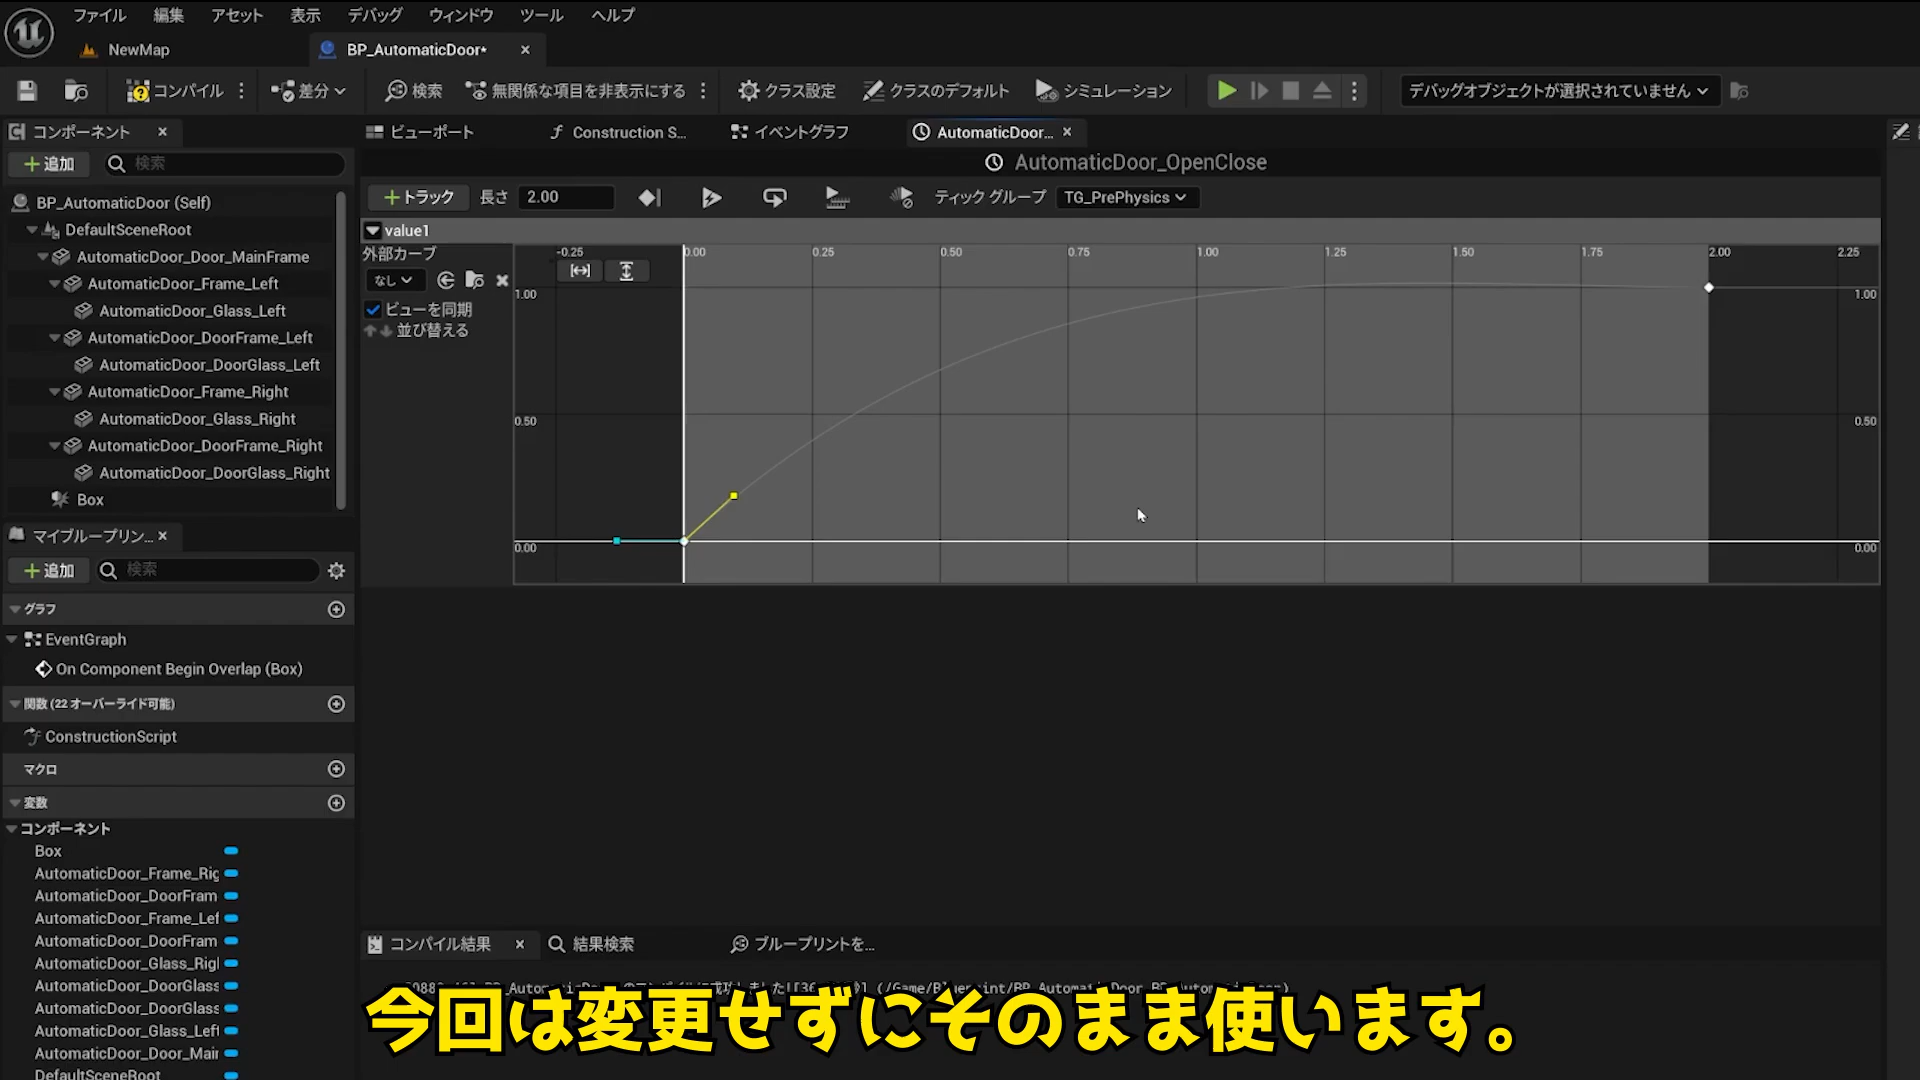 ファイル 編集 アセット 表示 デバッグ ウィンドウ ツール ヘルプ
NewMap BP_AutomaticDoor*
コンパイル 差分 検索 無関係な項目を非表示にする クラス設定 クラスのデフォルト シミュレーション デバッグオブジェクトが選択されていません
コンポーネント
追加 検索
BP_AutomaticDoor (Self)
DefaultSceneRoot
AutomaticDoor_Door_MainFrame
AutomaticDoor_Frame_Left
AutomaticDoor_Glass_Left
AutomaticDoor_DoorFrame_Left
AutomaticDoor_DoorGlass_Left
AutomaticDoor_Frame_Right
AutomaticDoor_Glass_Right
AutomaticDoor_DoorFrame_Right
AutomaticDoor_DoorGlass_Right
Box
マイブループリン...
追加 検索
グラフ
EventGraph
On Component Begin Overlap (Box)
関数 (22 オーバーライド可能)
ConstructionScript
マクロ
変数
コンポーネント
Box
AutomaticDoor_Frame_Rig
AutomaticDoor_DoorFram
AutomaticDoor_Frame_Lef
AutomaticDoor_DoorFram
AutomaticDoor_Glass_Rig
AutomaticDoor_DoorGlass
AutomaticDoor_DoorGlass
AutomaticDoor_Glass_Left
AutomaticDoor_Door_Mair
DefaultSceneRoot
ビューポート Construction S... イベントグラフ AutomaticDoor...
AutomaticDoor_OpenClose
トラック 長さ 2.00 ティック グループ TG_PrePhysics
value1
外部カーブ
なし
ビューを同期
並び替える
-0.25 0.00 0.25 0.50 0.75 1.00 1.25 1.50 1.75 2.00 2.25
1.00 1.00
0.50 0.50
0.00 0.00
コンパイル結果 結果検索 ブループリントを...
今回は変更せずにそのまま使います。